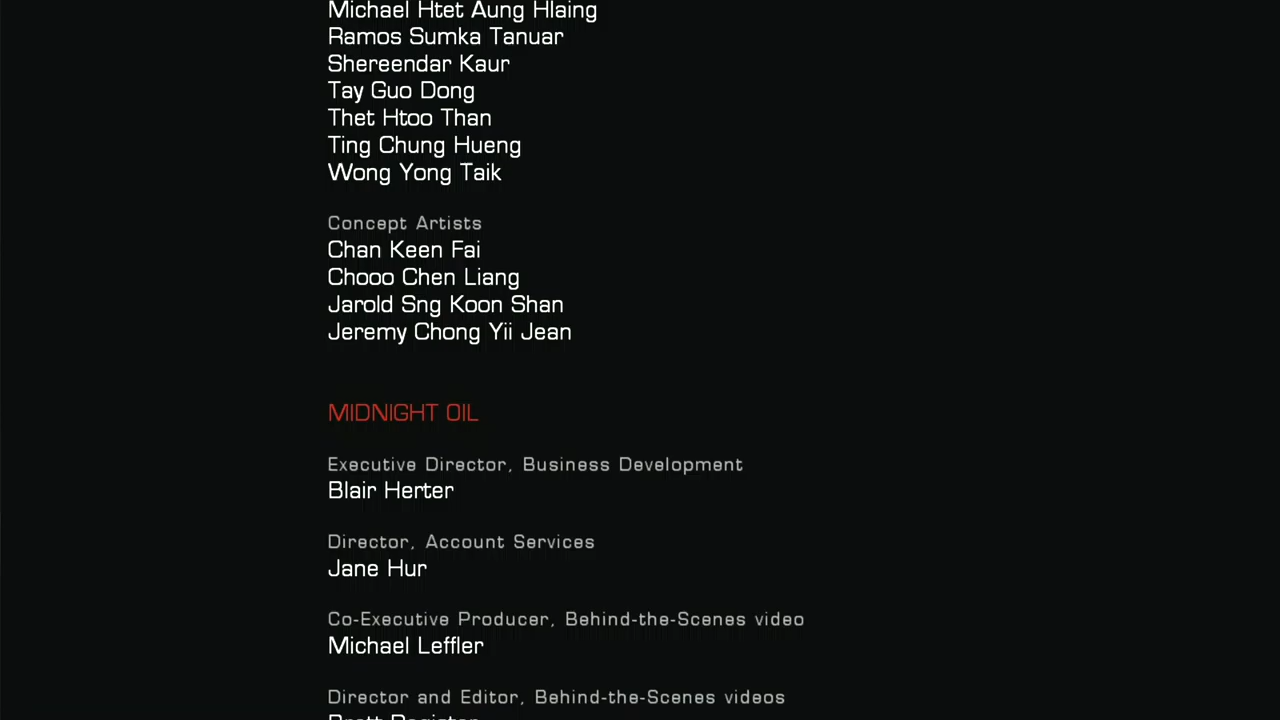 Michael Htet Aung Hlaing
Ramos Sumka Tanuar
Shereendar Kaur
Tay Guo Dong
Thet Htoo Than
Ting Chung Hueng
Wong Yong Taik
Concept Artists
Chan Keen Fai
Chooo Chen Liang
Jarold Sng Koon Shan
Jeremy Chong Yii Jean
MIDNIGHT OIL
Executive Director, Business Development
Blair Herter
Director, Account Services
Jane Hur
Co-Executive Producer, Behind-the-Scenes video
Michael Leffler
Director and Editor, Behind-the-Scenes videos
Brett Register